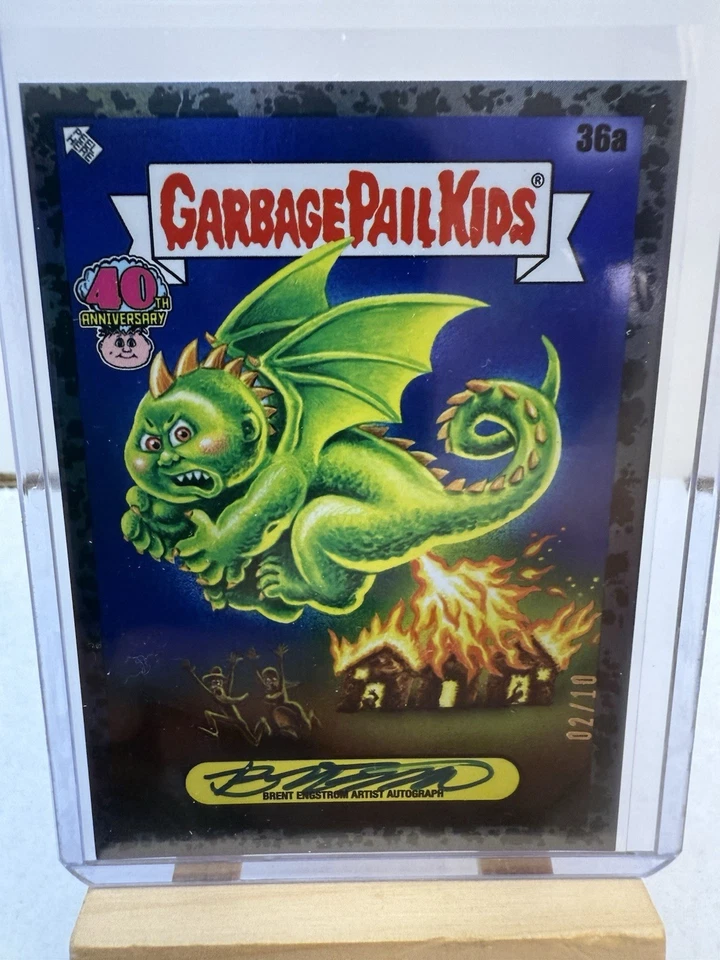 36a
GARBAGE PAIL KIDS®
40TH
ANNIVERSARY
02/10
BRENT ENGSTROM ARTIST AUTOGRAPH